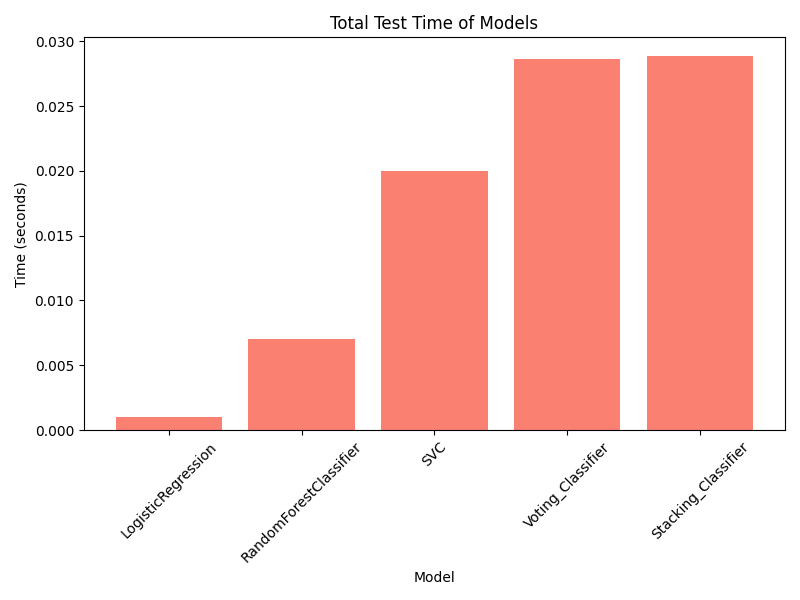 Total Test Time of Models
0.030
0.025
0.020
0.015
0.010
0.005
0.000
Time (seconds)
LogisticRegression
RandomForestClassifier
SVC
Voting_Classifier
Stacking_Classifier
Model